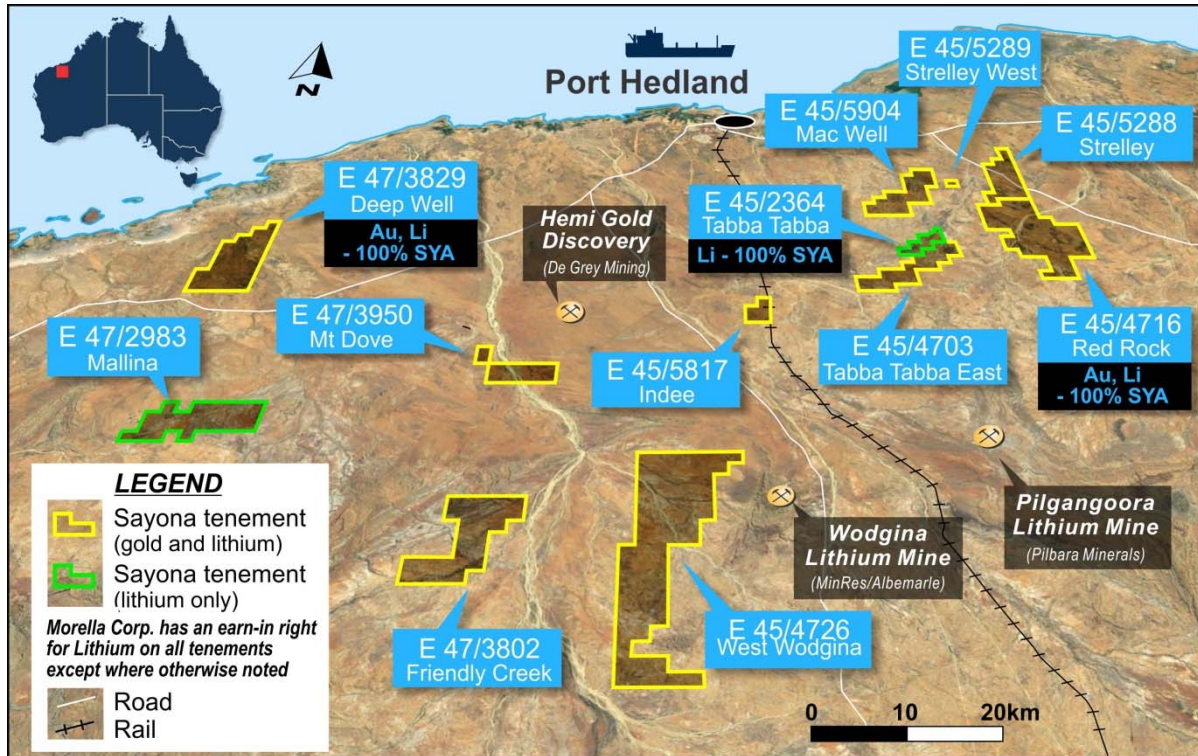 N
Port Hedland
E 45/5289
Strelley West
E 45/5904
Mac Well
E 45/5288
Strelley
E 47/3829
Deep Well
Au, Li
- 100% SYA
Hemi Gold
Discovery
(De Grey Mining)
E 45/2364
Tabba Tabba
Li - 100% SYA
E 47/3950
Mt Dove
E 47/2983
Mallina
E 45/5817
Indee
E 45/4703
Tabba Tabba East
E 45/4716
Red Rock
Au, Li
- 100% SYA
Wodgina
Lithium Mine
(MinRes/Albemarle)
Pilgangoora
Lithium Mine
(Pilbara Minerals)
E 47/3802
Friendly Creek
E 45/4726
West Wodgina
LEGEND
Sayona tenement
(gold and lithium)
Sayona tenement
(lithium only)
Morella Corp. has an earn-in right
for Lithium on all tenements
except where otherwise noted
Road
Rail
0 10 20km